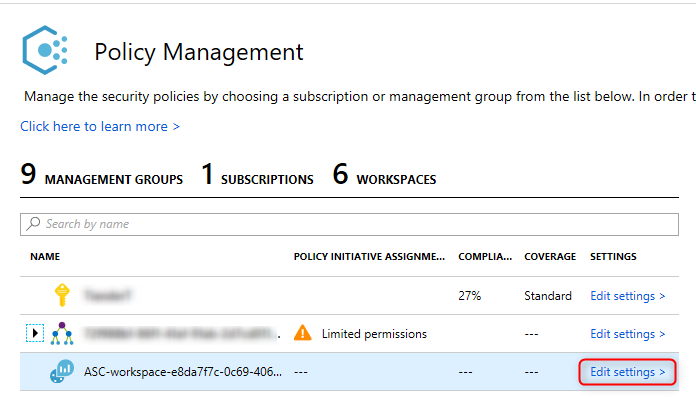 Policy Management
Manage the security policies by choosing a subscription or management group from the list below. In order t
Click here to learn more >
9 MANAGEMENT GROUPS 1 SUBSCRIPTIONS 6 WORKSPACES
Search by name
NAME POLICY INITIATIVE ASSIGNME... COMPLIA... COVERAGE SETTINGS
27% Standard Edit settings >
Limited permissions --- Edit settings >
ASC-workspace-e8da7f7c-0c69-406... --- --- --- Edit settings >